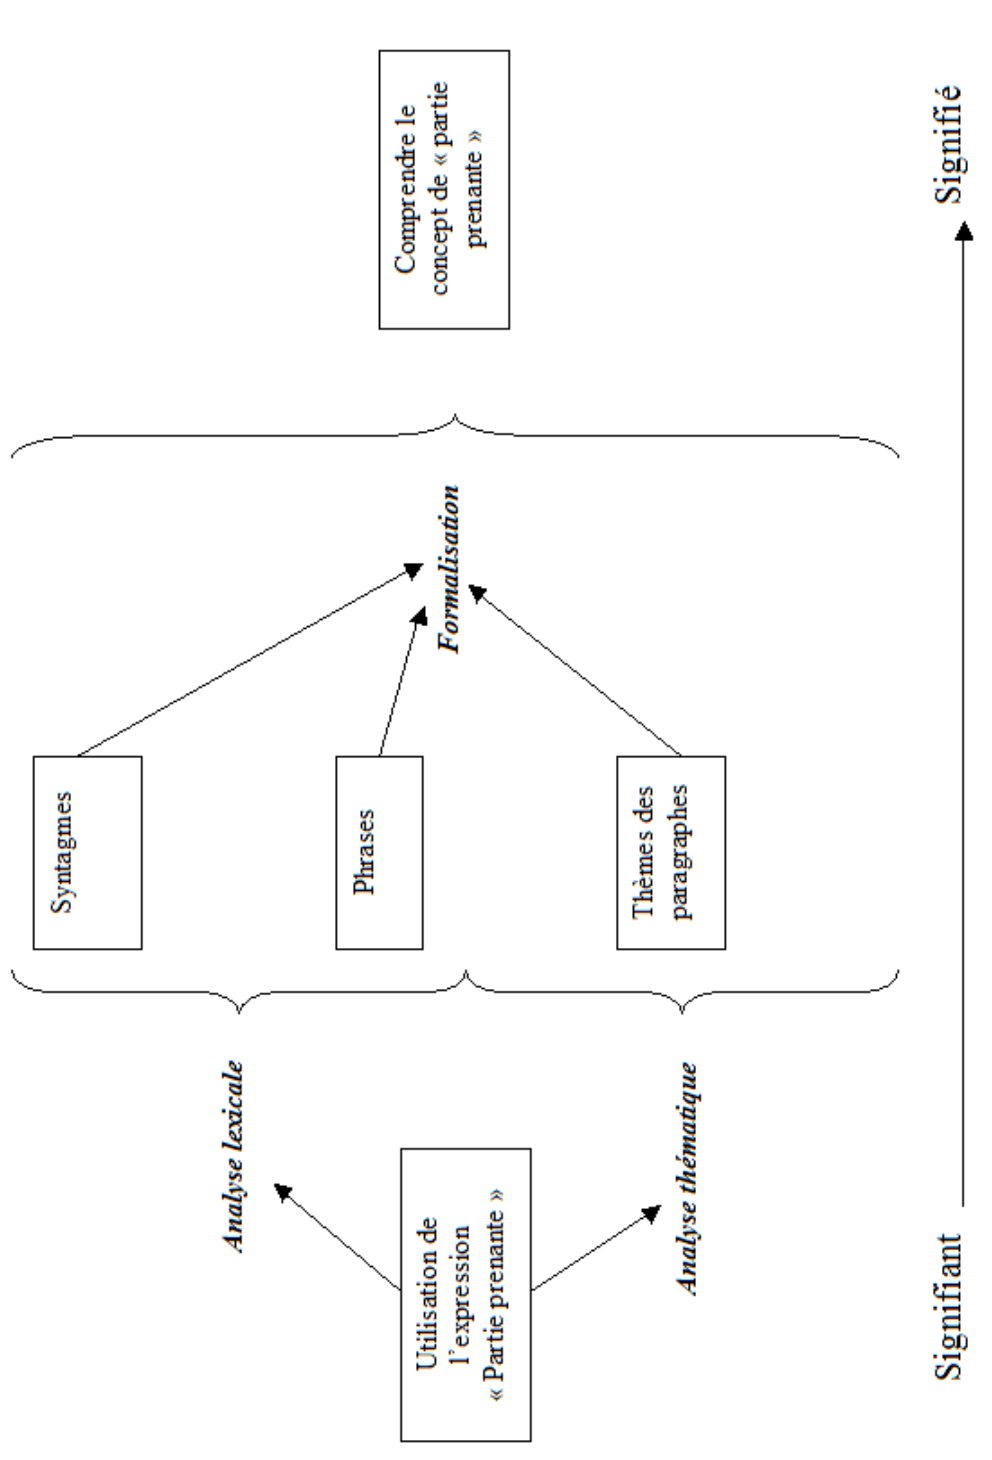 Utilisation de
l'expression
« Partie prenante »
Analyse lexicale
Analyse thématique
Syntagmes
Phrases
Thèmes des
paragraphes
Formalisation
Comprendre le
concept de « partie
prenante »
Signifiant
Signifié